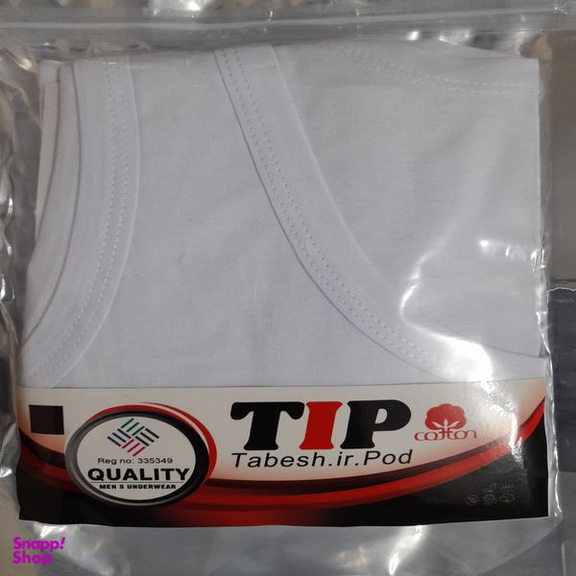 TIP
cotton
Tabesh.ir.Pod
Reg no: 335349
QUALITY
MEN S UNDERWEAR
Snapp!
Shop